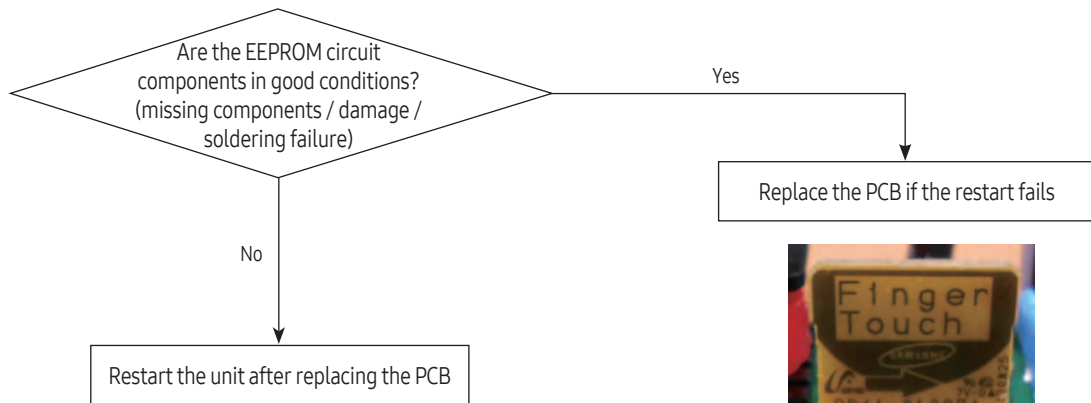 Are the EEPROM circuit
components in good conditions?
(missing components / damage /
soldering failure)
Yes
Replace the PCB if the restart fails
No
Finger
Touch
SAMSUNG
Restart the unit after replacing the PCB